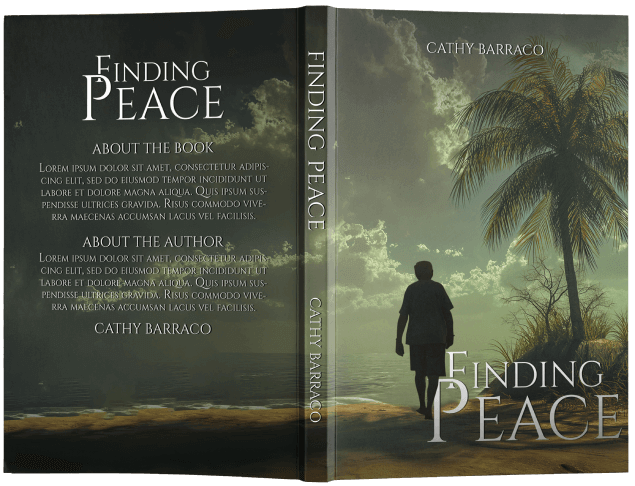 FINDING
PEACE
ABOUT THE BOOK
LOREM IPSUM DOLOR SIT AMET, CONSECTETUR ADIPIS-
CING ELIT, SED DO EIUSMOD TEMPOR INCIDIDUNT UT
LABORE ET DOLORE MAGNA ALIQUA. QUIS IPSUM SUS-
PENDISSE ULTRICES GRAVIDA. RISUS COMMODO VIVE-
RRA MAECENAS ACCUMSAN LACUS VEL FACILISIS.
ABOUT THE AUTHOR
LOREM IPSUM DOLOR SIT AMET, CONSECTETUR ADIPIS-
CING ELIT, SED DO EIUSMOD TEMPOR INCIDIDUNT UT
LABORE ET DOLORE MAGNA ALIQUA. QUIS IPSUM SUS-
PENDISSE ULTRICES GRAVIDA. RISUS COMMODO VIVE-
RRA MAECENAS ACCUMSAN LACUS VEL FACILISIS.
CATHY BARRACO
FINDING PEACE
CATHY BARRACO
CATHY BARRACO
FINDING
PEACE